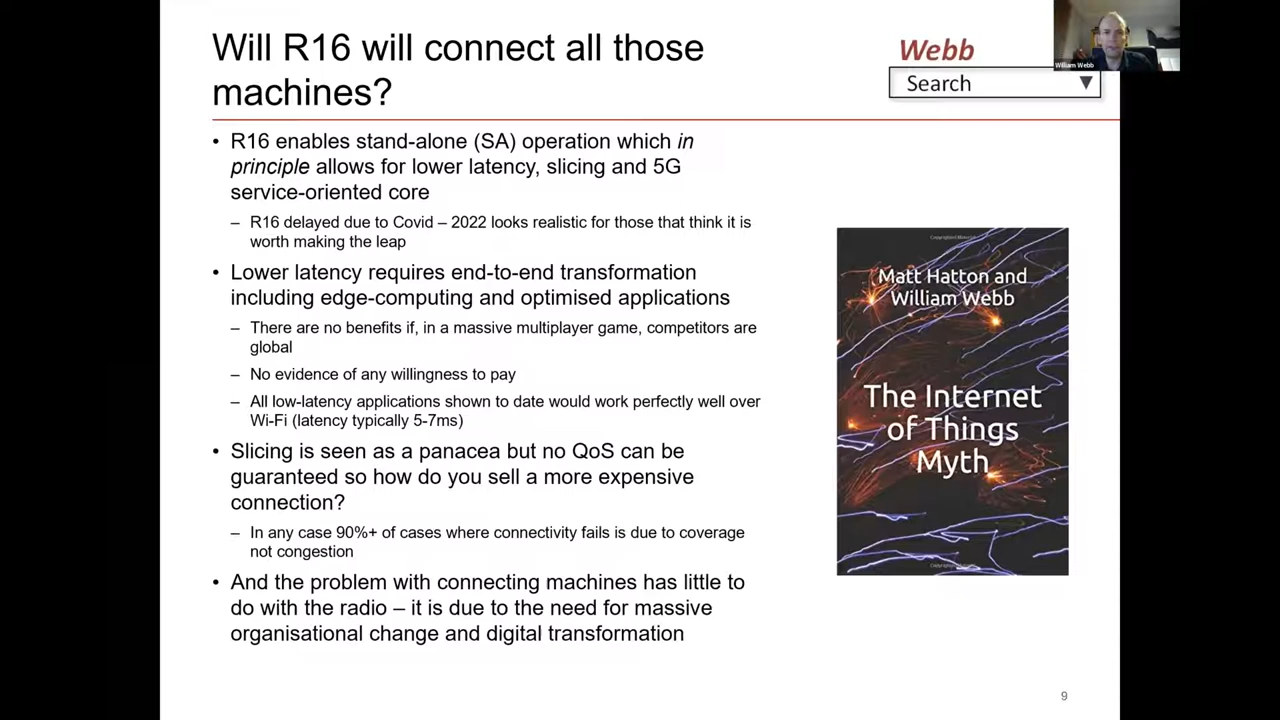 Will R16 will connect all those
machines?
Webb
Search
William Webb
• R16 enables stand-alone (SA) operation which in
principle allows for lower latency, slicing and 5G
service-oriented core
– R16 delayed due to Covid – 2022 looks realistic for those that think it is
worth making the leap
• Lower latency requires end-to-end transformation
including edge-computing and optimised applications
– There are no benefits if, in a massive multiplayer game, competitors are
global
– No evidence of any willingness to pay
– All low-latency applications shown to date would work perfectly well over
Wi-Fi (latency typically 5-7ms)
• Slicing is seen as a panacea but no QoS can be
guaranteed so how do you sell a more expensive
connection?
– In any case 90%+ of cases where connectivity fails is due to coverage
not congestion
• And the problem with connecting machines has little to
do with the radio – it is due to the need for massive
organisational change and digital transformation
Copyrighted Material
Matt Hatton and
William Webb
The Internet
of Things
Myth
Copyrighted Material
9